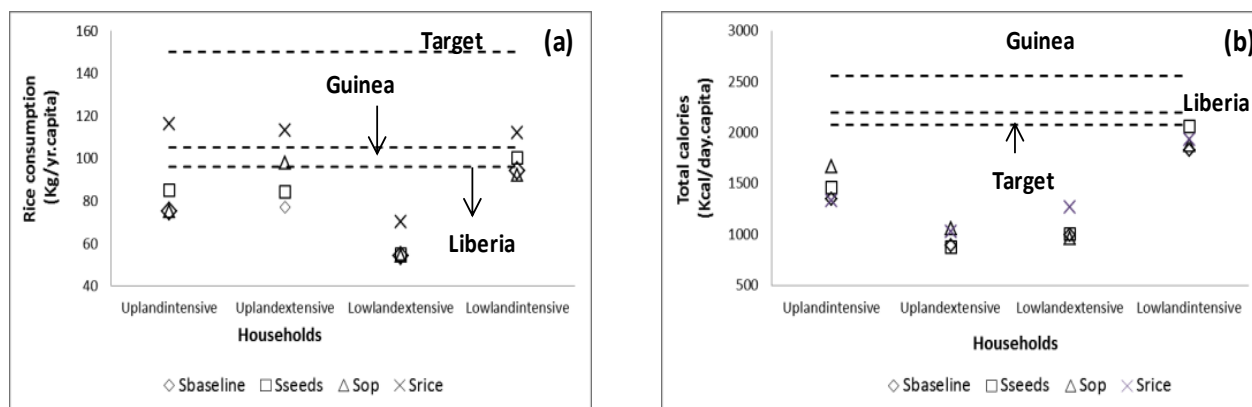 (a)
Rice consumption
(Kg/yr.capita)
160
140
120
100
80
60
40
Target
Guinea
Liberia
Uplandintensive Uplandextensive Lowlandextensive Lowlandintensive
Households
Sbaseline Sseeds Sop Srice
(b)
Total calories
(Kcal/day.capita)
3000
2500
2000
1500
1000
500
Guinea
Liberia
Target
Uplandintensive Uplandextensive Lowlandextensive Lowlandintensive
Households
Sbaseline Sseeds Sop Srice